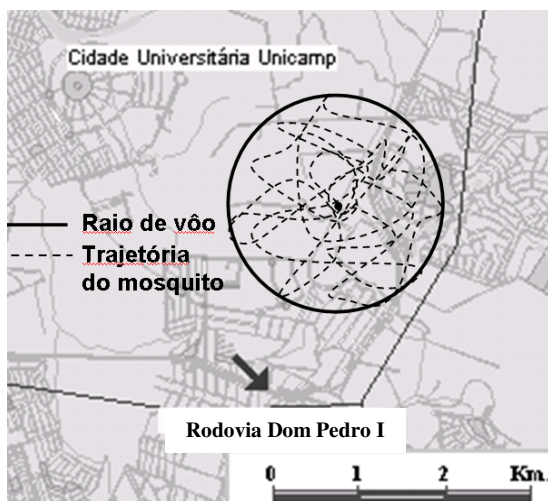 Cidade Universitária Unicamp
Raio de vôo
Trajetória
do mosquito
Rodovia Dom Pedro I
0 1 2 Km.